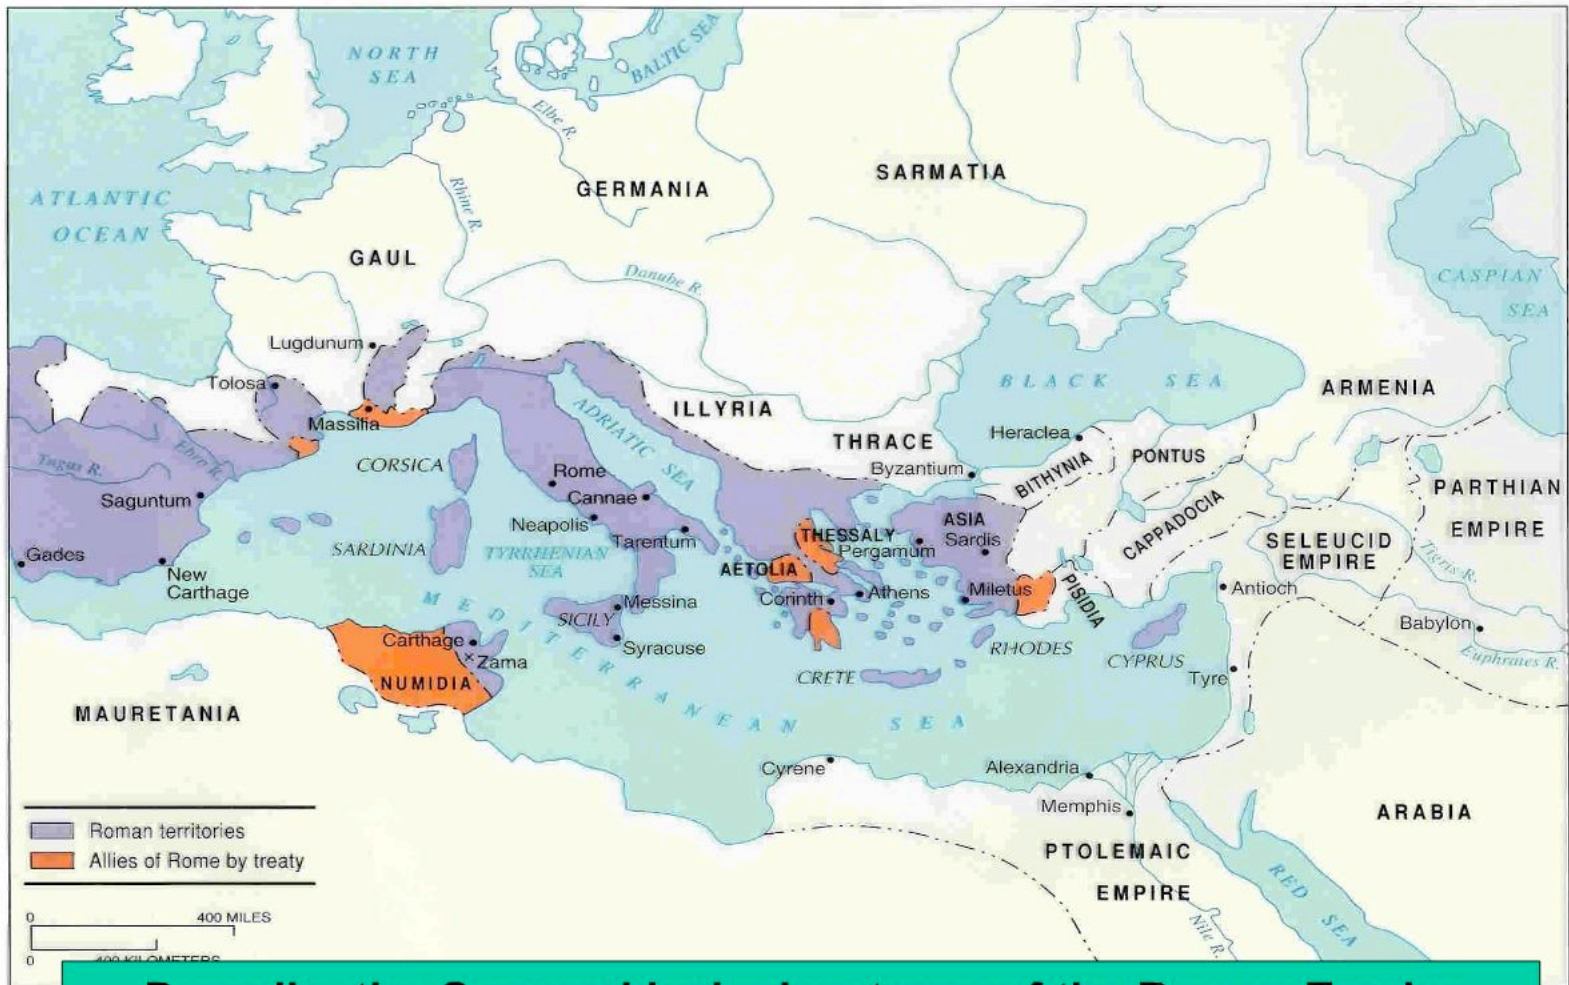 NORTH
SEA
BALTIC SEA
Elbe R.
ATLANTIC
OCEAN
Rhine R.
GERMANIA
SARMATIA
GAUL
Danube R.
CASPIAN
SEA
Lugdunum
Tolosa
Massilia
ILLYRIA
ADRIATIC SEA
BLACK SEA
ARMENIA
THRACE
Heraclea
Byzantium
BITHYNIA
PONTUS
CAPPADOCIA
PARTHIAN
EMPIRE
Tagus R.
Ebro R.
CORSICA
Rome
Cannae
Saguntum
Neapolis
Tarentum
SARDINIA
TYRRHENIAN
SEA
THESSALY
Pergamum
ASIA
Sardis
SELEUCID
EMPIRE
Tigris R.
Gades
New
Carthage
AETOLIA
Corinth
Athens
Miletus
PISIDIA
Antioch
Messina
SICILY
Syracuse
MEDITERRANEAN SEA
Carthage
Zama
NUMIDIA
RHODES
CRETE
CYPRUS
Babylon
Euphrates R.
Tyre
MAURETANIA
Cyrene
Alexandria
Memphis
ARABIA
PTOLEMAIC
EMPIRE
Nile R.
RED SEA
Roman territories
Allies of Rome by treaty
0 400 MILES
0 400 KILOMETERS